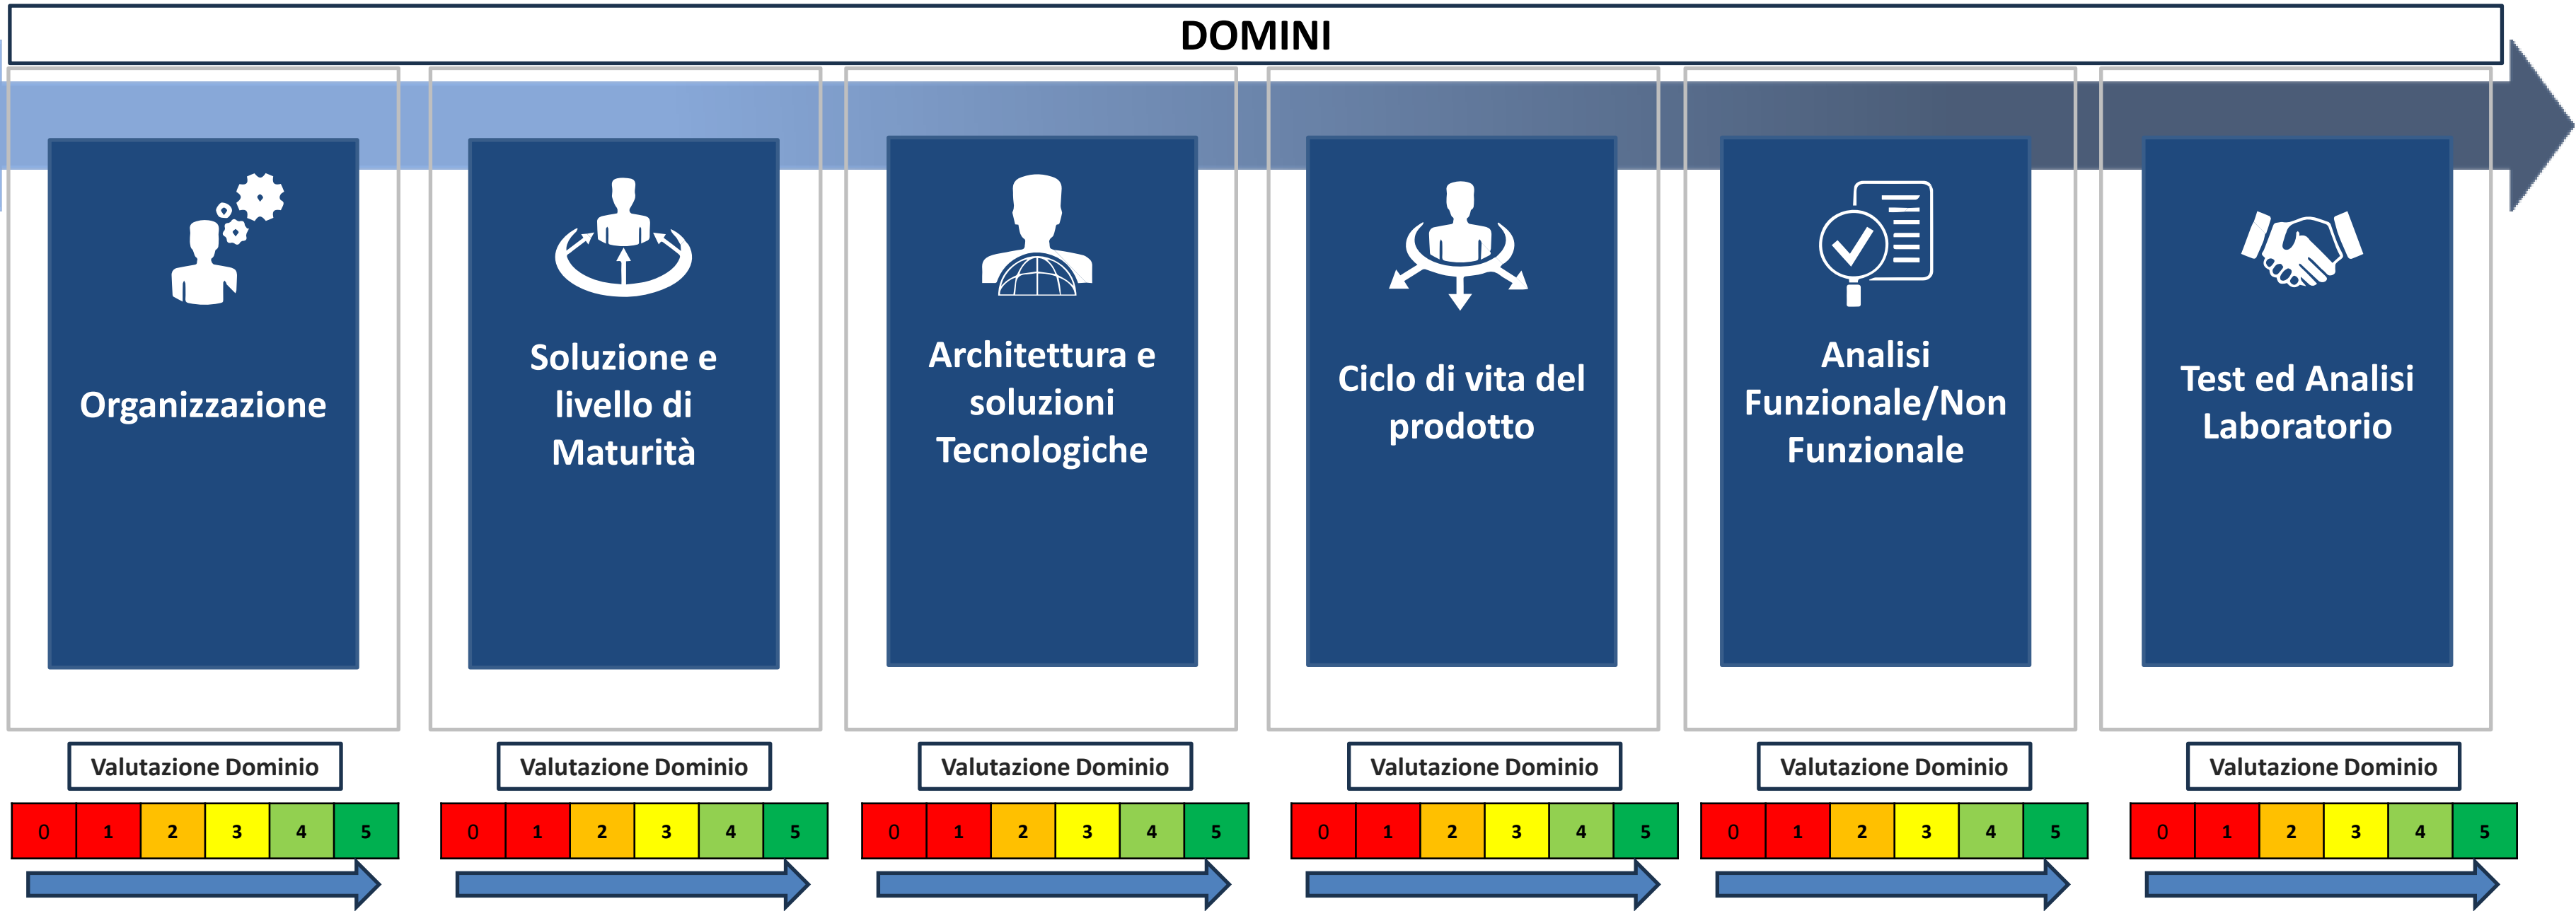 DOMINI
Organizzazione
Soluzione e
livello di
Maturità
Architettura e
soluzioni
Tecnologiche
Ciclo di vita del
prodotto
Analisi
Funzionale/Non
Funzionale
Test ed Analisi
Laboratorio
Valutazione Dominio
Valutazione Dominio
Valutazione Dominio
Valutazione Dominio
Valutazione Dominio
Valutazione Dominio
0 1 2 3 4 5
0 1 2 3 4 5
0 1 2 3 4 5
0 1 2 3 4 5
0 1 2 3 4 5
0 1 2 3 4 5